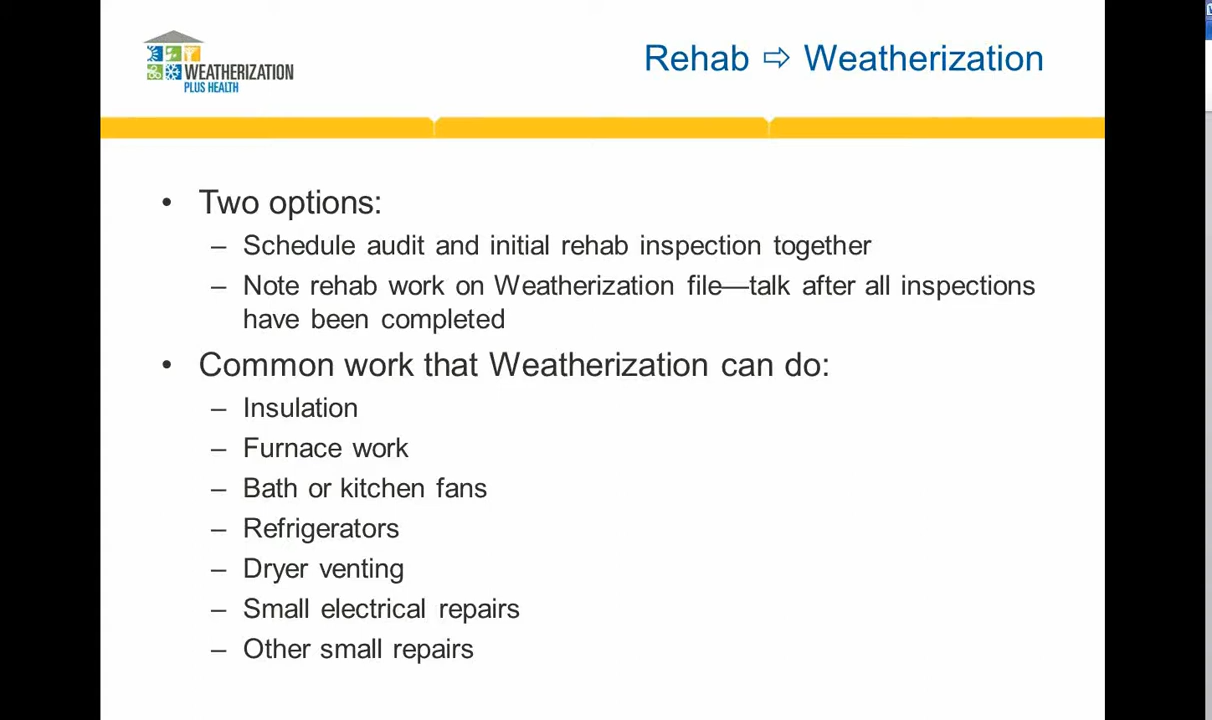 WEATHERIZATION
PLUS HEALTH
Rehab ⇨ Weatherization
• Two options:
– Schedule audit and initial rehab inspection together
– Note rehab work on Weatherization file—talk after all inspections
have been completed
• Common work that Weatherization can do:
– Insulation
– Furnace work
– Bath or kitchen fans
– Refrigerators
– Dryer venting
– Small electrical repairs
– Other small repairs